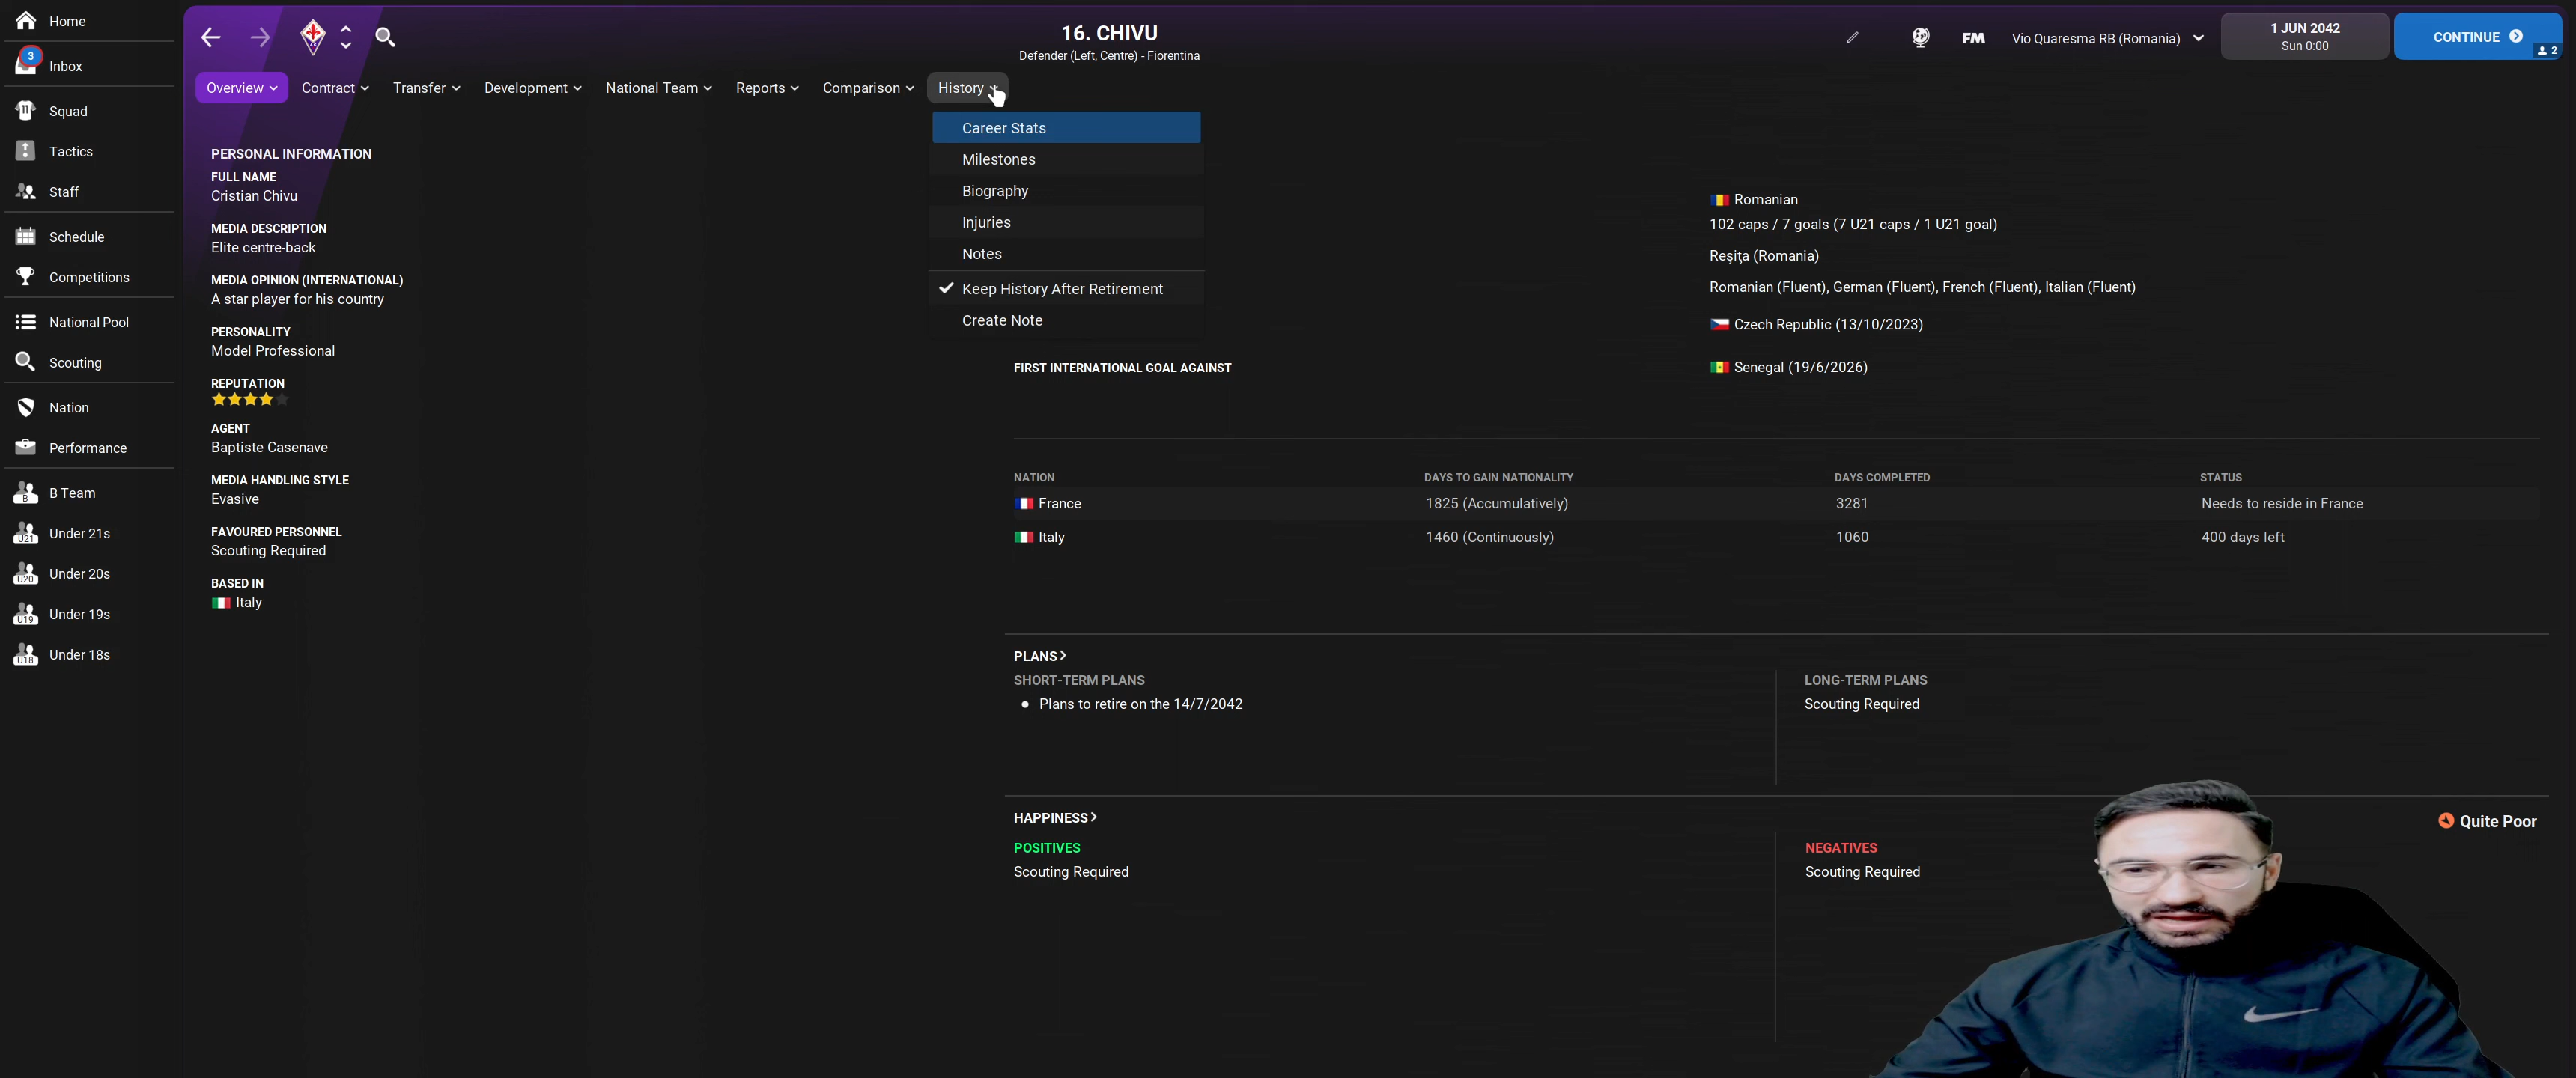 Home
3
Inbox
Squad
Tactics
Staff
Schedule
Competitions
National Pool
Scouting
Nation
Performance
B Team
Under 21s
Under 20s
Under 19s
Under 18s
16. CHIVU
Defender (Left, Centre) - Fiorentina
FM
Vio Quaresma RB (Romania)
1 JUN 2042
Sun 0:00
CONTINUE
2
Overview
Contract
Transfer
Development
National Team
Reports
Comparison
History
Career Stats
Milestones
Biography
Injuries
Notes
Keep History After Retirement
Create Note
PERSONAL INFORMATION
FULL NAME
Cristian Chivu
MEDIA DESCRIPTION
Elite centre-back
MEDIA OPINION (INTERNATIONAL)
A star player for his country
PERSONALITY
Model Professional
REPUTATION
AGENT
Baptiste Casenave
MEDIA HANDLING STYLE
Evasive
FAVOURED PERSONNEL
Scouting Required
BASED IN
Italy
Romanian
102 caps / 7 goals (7 U21 caps / 1 U21 goal)
Reşiţa (Romania)
Romanian (Fluent), German (Fluent), French (Fluent), Italian (Fluent)
Czech Republic (13/10/2023)
FIRST INTERNATIONAL GOAL AGAINST
Senegal (19/6/2026)
NATION DAYS TO GAIN NATIONALITY DAYS COMPLETED STATUS
France 1825 (Accumulatively) 3281 Needs to reside in France
Italy 1460 (Continuously) 1060 400 days left
PLANS
SHORT-TERM PLANS
Plans to retire on the 14/7/2042
LONG-TERM PLANS
Scouting Required
HAPPINESS
Quite Poor
POSITIVES
Scouting Required
NEGATIVES
Scouting Required